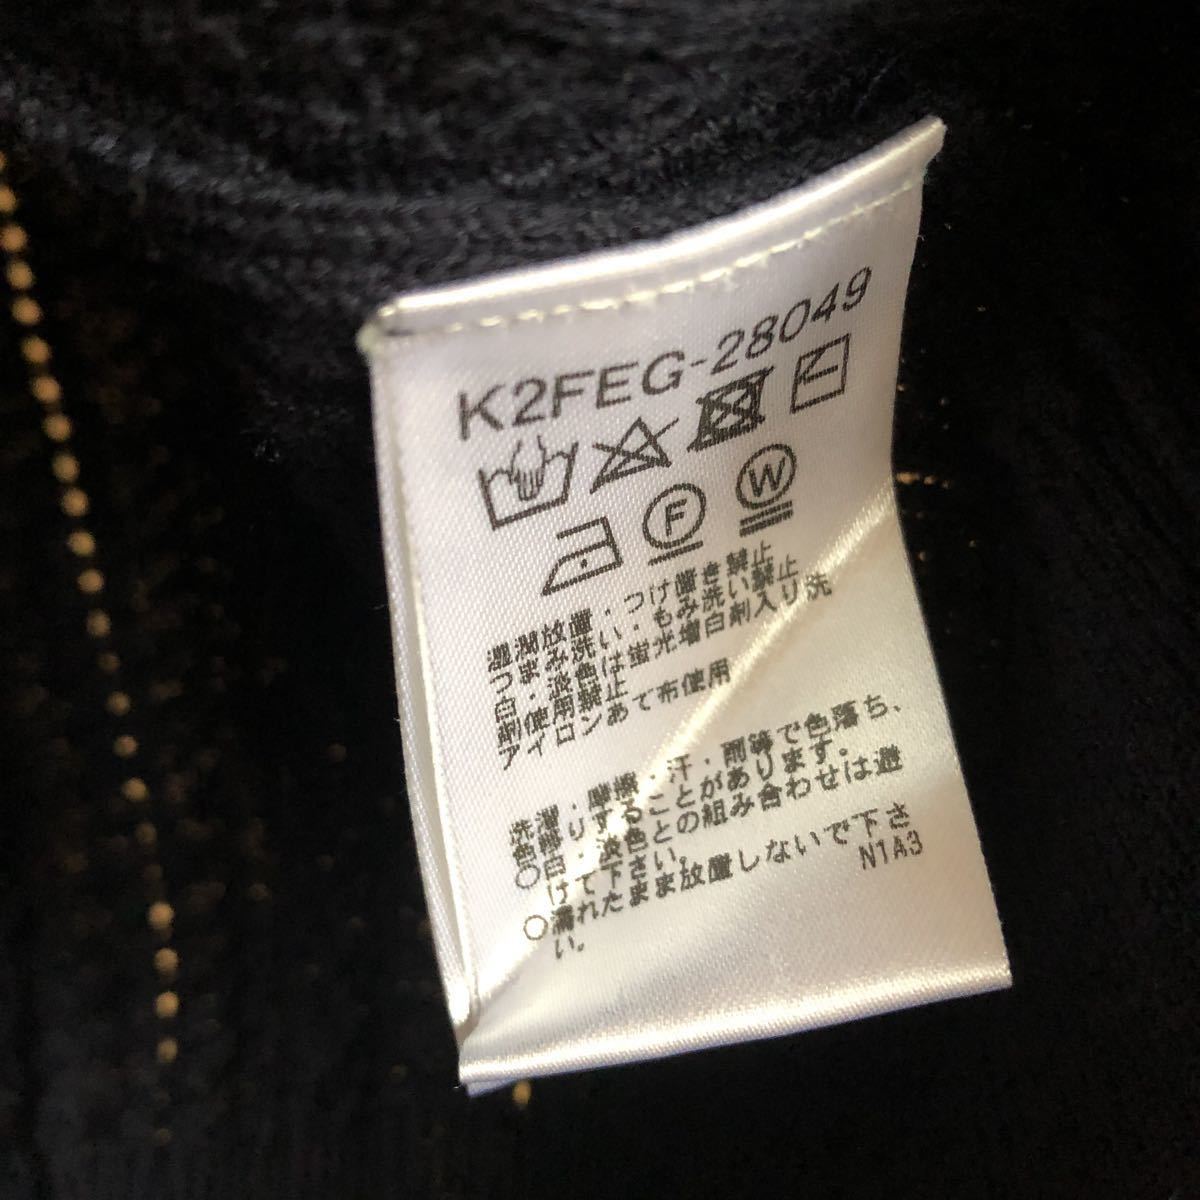 K2FEG-28049
F W
湿潤放置・つけ置き禁止
つまみ洗い・もみ洗い禁止
白・淡色は蛍光増白剤入り洗
剤使用禁止
アイロンあて布使用
洗濯・摩擦・汗・雨等で色落ち、
色移りすることがあります。
○白・淡色との組み合わせは避
けて下さい。
○濡れたまま放置しないで下さ
い。
N1A3